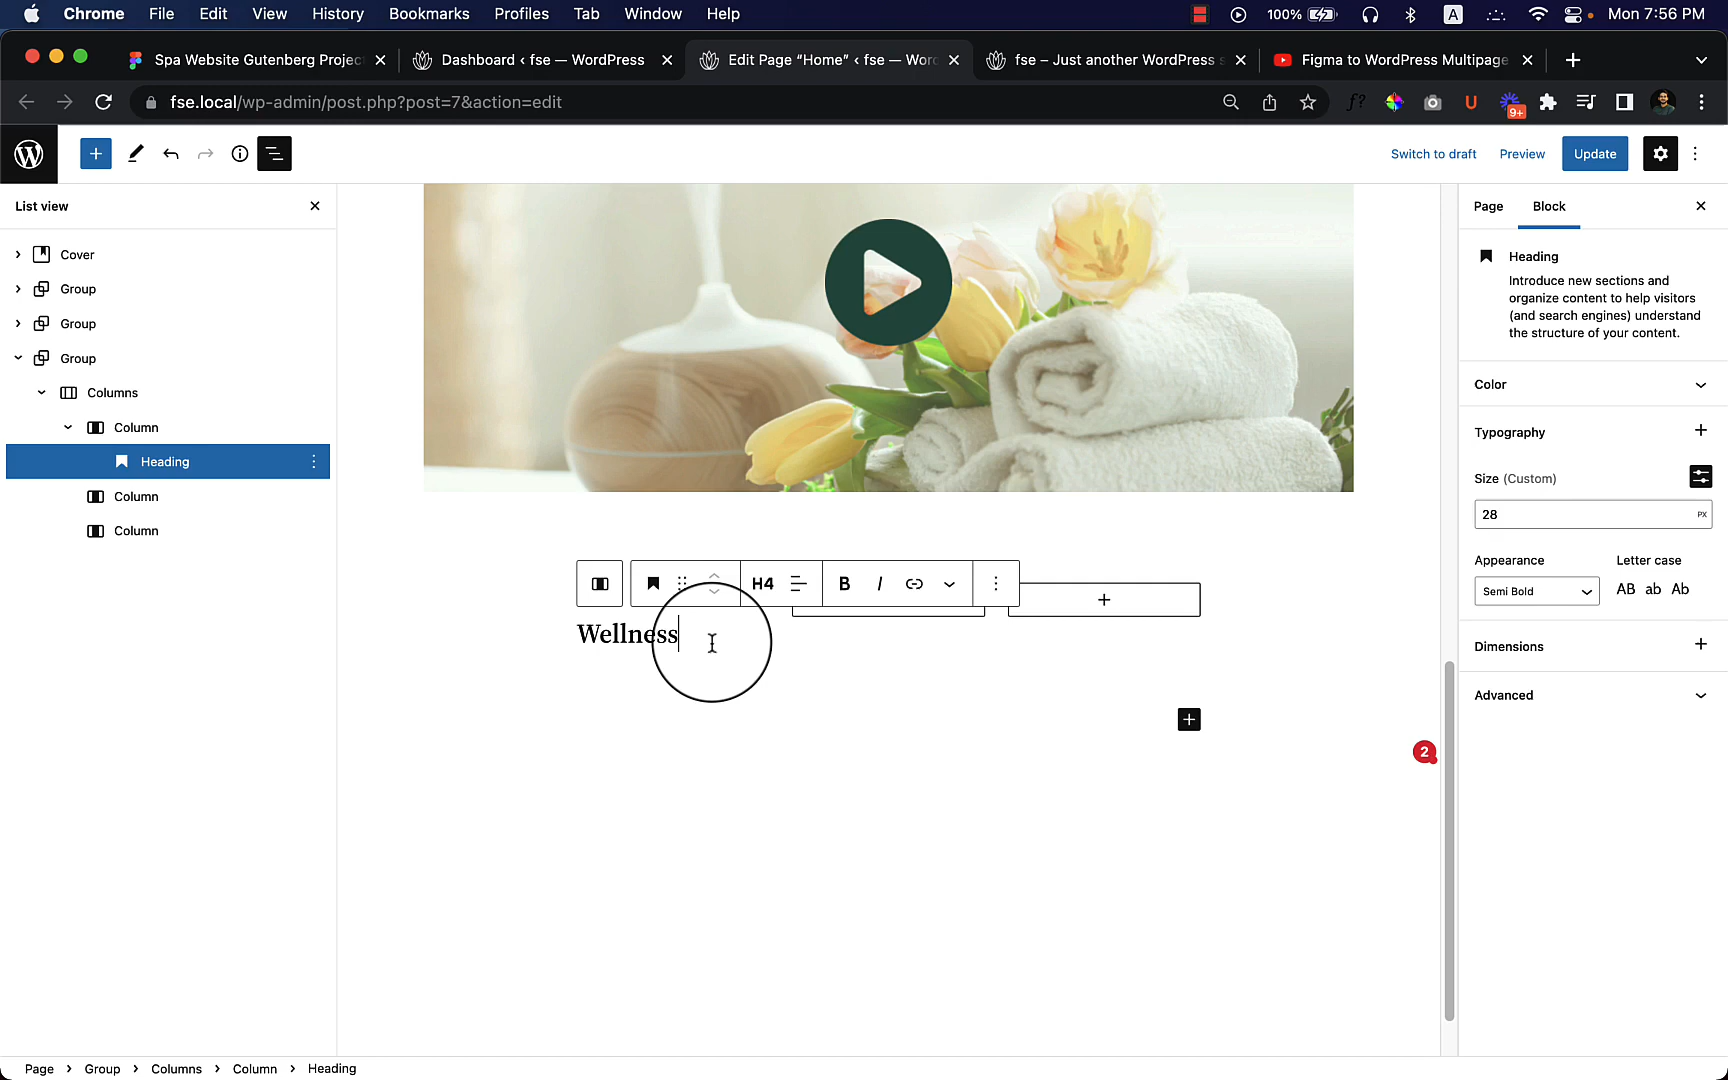 Chrome File Edit View History Bookmarks Profiles Tab Window Help 100% A Mon 7:56 PM
Spa Website Gutenberg Projec
Dashboard ‹ fse — WordPress
Edit Page “Home” ‹ fse — Wor
fse – Just another WordPress s
Figma to WordPress Multipage
fse.local/wp-admin/post.php?post=7&action=edit
f?
U
9+
Switch to draft
Preview
Update
List view
Cover
Group
Group
Group
Columns
Column
Heading
Column
Column
H4
B
I
Wellness
2
Page
Block
Heading
Introduce new sections and
organize content to help visitors
(and search engines) understand
the structure of your content.
Color
Typography
Size (Custom)
28
PX
Appearance
Letter case
Semi Bold
AB ab Ab
Dimensions
Advanced
Page › Group › Columns › Column › Heading